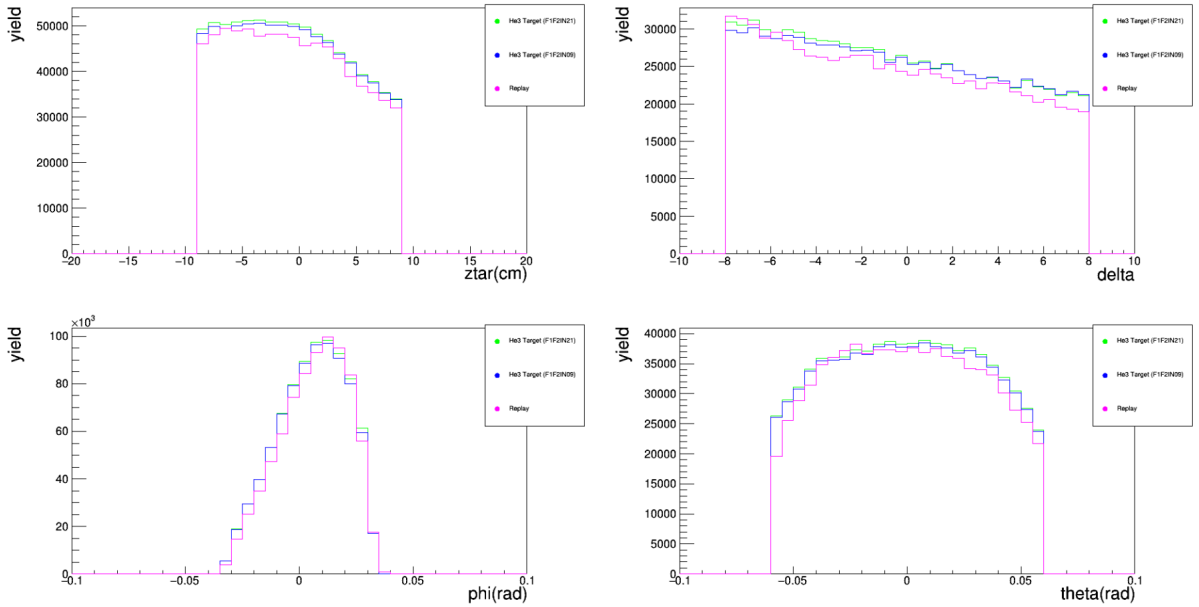 yield
50000
40000
30000
20000
10000
0
−20
−15
−10
−5
0
5
10
15
20
ztar(cm)
He3 Target (F1F2IN21)
He3 Target (F1F2IN09)
Replay
yield
30000
25000
20000
15000
10000
5000
0
−10
−8
−6
−4
−2
0
2
4
6
8
10
delta
He3 Target (F1F2IN21)
He3 Target (F1F2IN09)
Replay
×10³
yield
100
80
60
40
20
0
−0.1
−0.05
0
0.05
0.1
phi(rad)
He3 Target (F1F2IN21)
He3 Target (F1F2IN09)
Replay
yield
40000
35000
30000
25000
20000
15000
10000
5000
0
−0.1
−0.05
0
0.05
0.1
theta(rad)
He3 Target (F1F2IN21)
He3 Target (F1F2IN09)
Replay